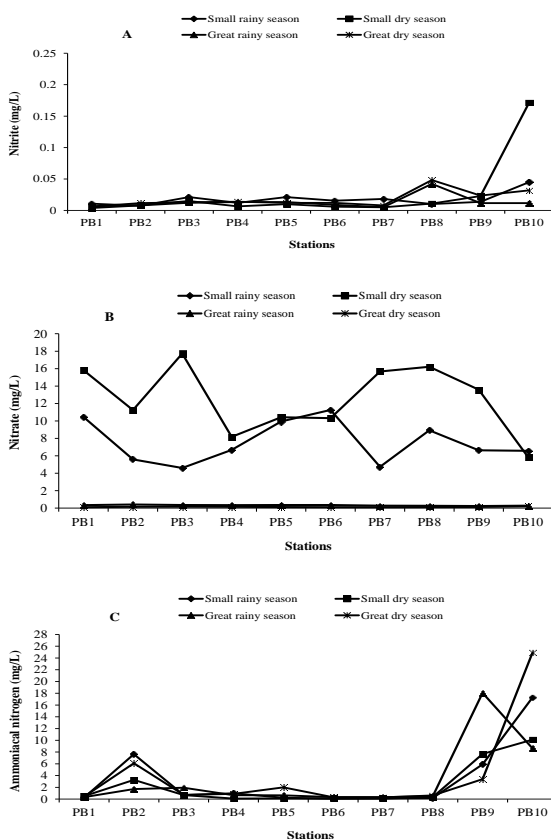 Small rainy season Small dry season
A
Great rainy season Great dry season
Nitrite (mg/L)
0.25
0.2
0.15
0.1
0.05
0
PB1 PB2 PB3 PB4 PB5 PB6 PB7 PB8 PB9 PB10
Stations
Small rainy season Small dry season
B
Great rainy season Great dry season
Nitrate (mg/L)
20
18
16
14
12
10
8
6
4
2
0
PB1 PB2 PB3 PB4 PB5 PB6 PB7 PB8 PB9 PB10
Stations
Small rainy season Small dry season
C
Great rainy season Great dry season
Ammoniacal nitrogen (mg/L)
28
26
24
22
20
18
16
14
12
10
8
6
4
2
0
PB1 PB2 PB3 PB4 PB5 PB6 PB7 PB8 PB9 PB10
Stations